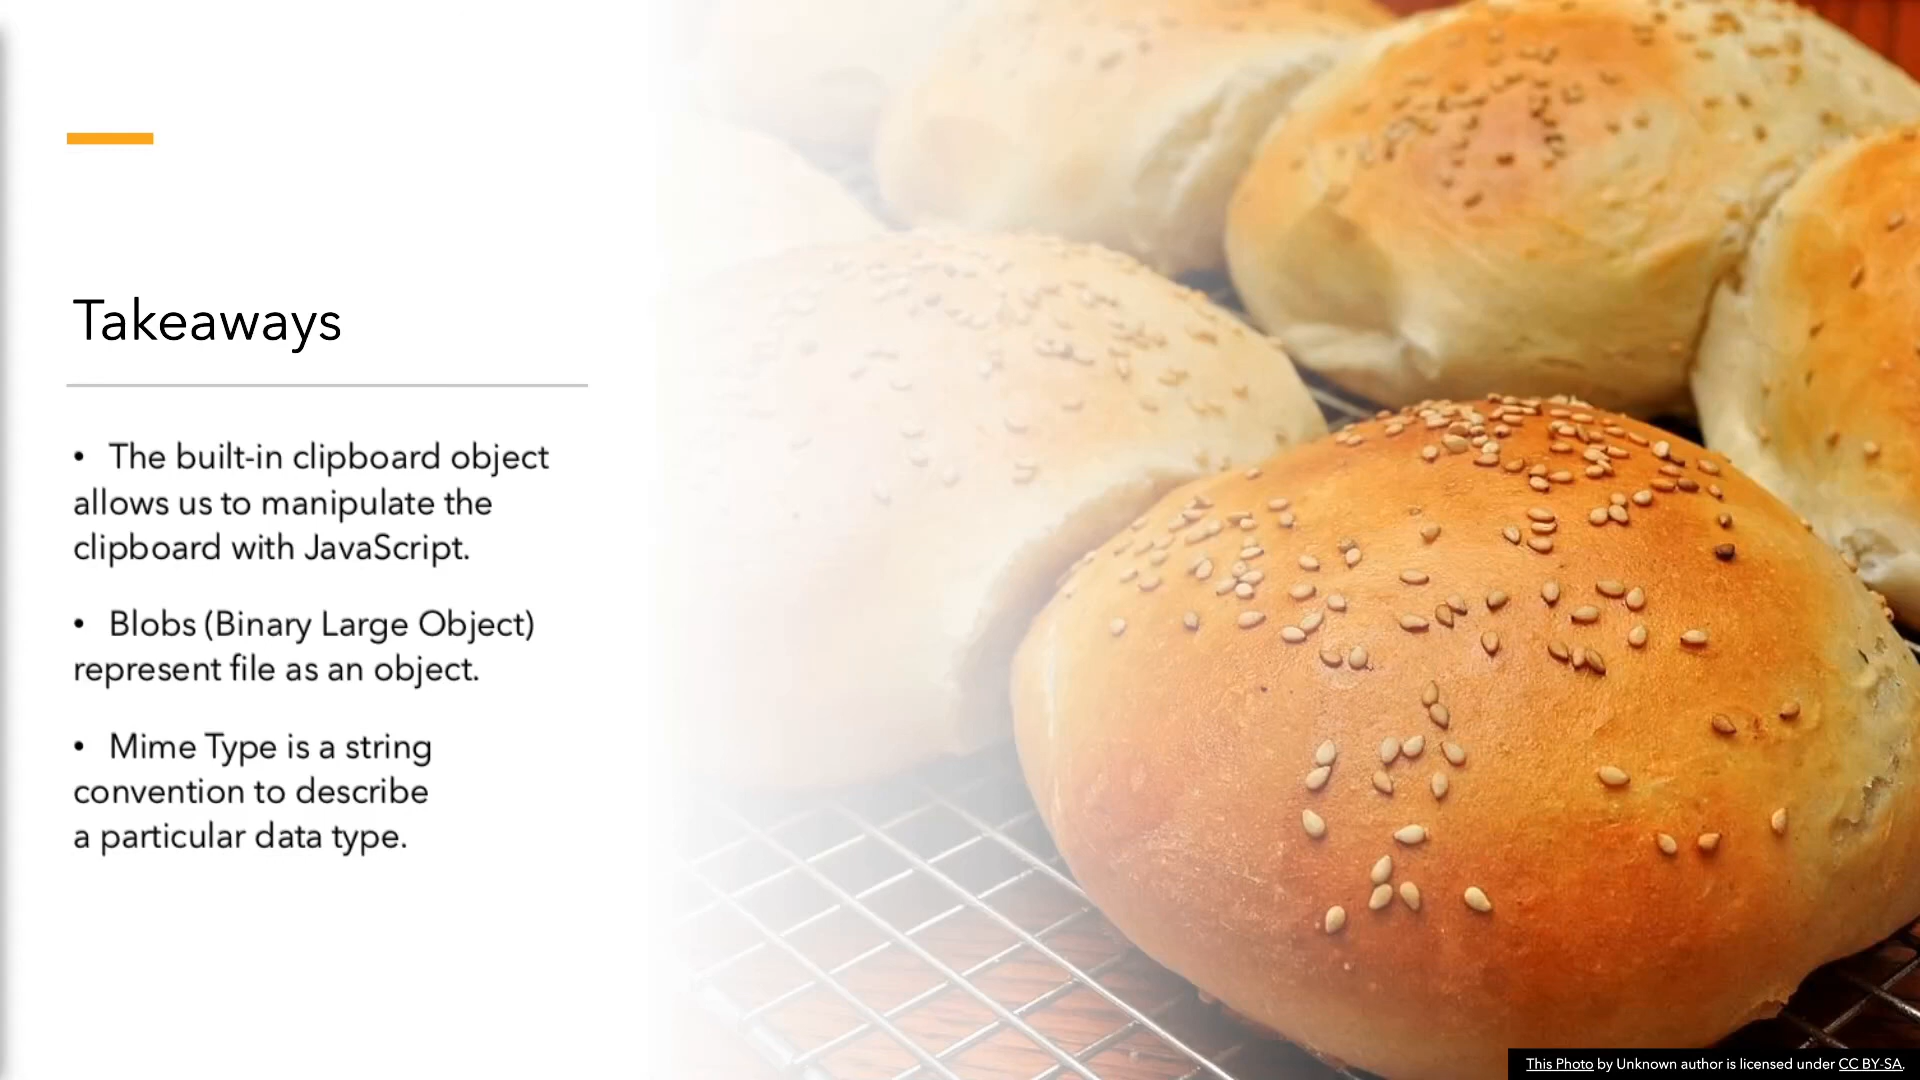 Takeaways
• The built-in clipboard object
allows us to manipulate the
clipboard with JavaScript.
• Blobs (Binary Large Object)
represent file as an object.
• Mime Type is a string
convention to describe
a particular data type.
This Photo by Unknown author is licensed under CC BY-SA.